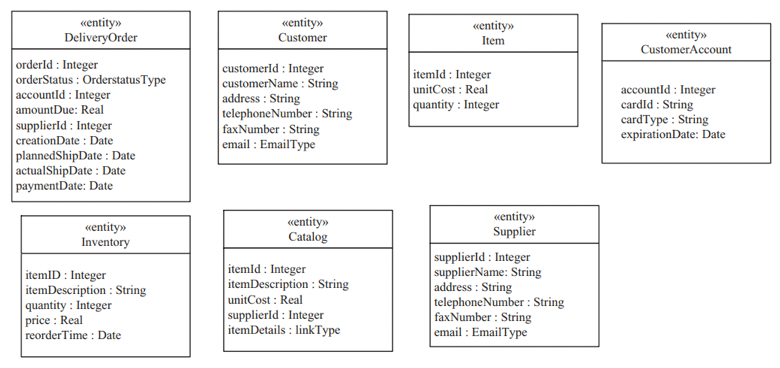 «entity»
DeliveryOrder
orderId : Integer
orderStatus : OrderstatusType
accountId : Integer
amountDue: Real
supplierId : Integer
creationDate : Date
plannedShipDate : Date
actualShipDate : Date
paymentDate: Date
«entity»
Customer
customerId : Integer
customerName : String
address : String
telephoneNumber : String
faxNumber : String
email : EmailType
«entity»
Item
itemId : Integer
unitCost : Real
quantity : Integer
«entity»
CustomerAccount
accountId : Integer
cardId : String
cardType : String
expirationDate: Date
«entity»
Inventory
itemID : Integer
itemDescription : String
quantity : Integer
price : Real
reorderTime : Date
«entity»
Catalog
itemId : Integer
itemDescription : String
unitCost : Real
supplierId : Integer
itemDetails : linkType
«entity»
Supplier
supplierId : Integer
supplierName: String
address : String
telephoneNumber : String
faxNumber : String
email : EmailType